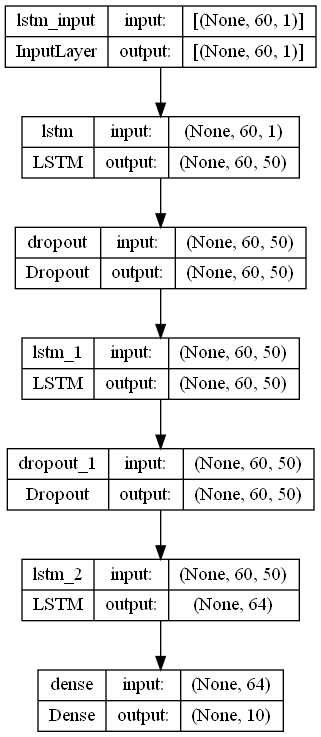 lstm_input input: [(None, 60, 1)]
InputLayer output: [(None, 60, 1)]
lstm input: (None, 60, 1)
LSTM output: (None, 60, 50)
dropout input: (None, 60, 50)
Dropout output: (None, 60, 50)
lstm_1 input: (None, 60, 50)
LSTM output: (None, 60, 50)
dropout_1 input: (None, 60, 50)
Dropout output: (None, 60, 50)
lstm_2 input: (None, 60, 50)
LSTM output: (None, 64)
dense input: (None, 64)
Dense output: (None, 10)